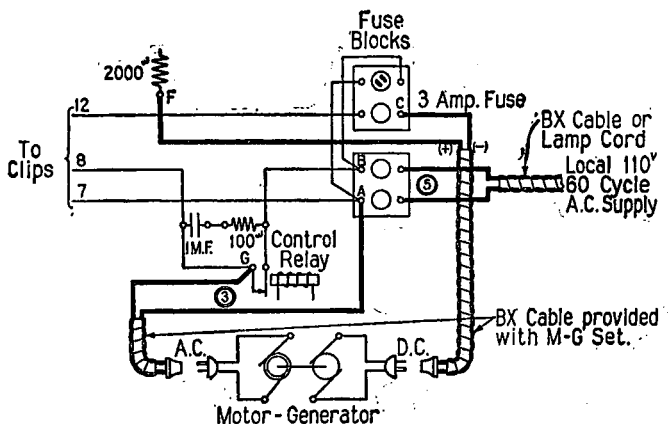 Fuse
Blocks
2000ω
F
12
C
3 Amp. Fuse
BX Cable or
Lamp Cord
(+)
(-)
To
Clips
8
B
Local 110v
60 Cycle
A.C. Supply
7
A
5
1 M.F.
100ω
G
Control
Relay
3
BX Cable provided
with M-G Set.
A.C.
D.C.
Motor-Generator